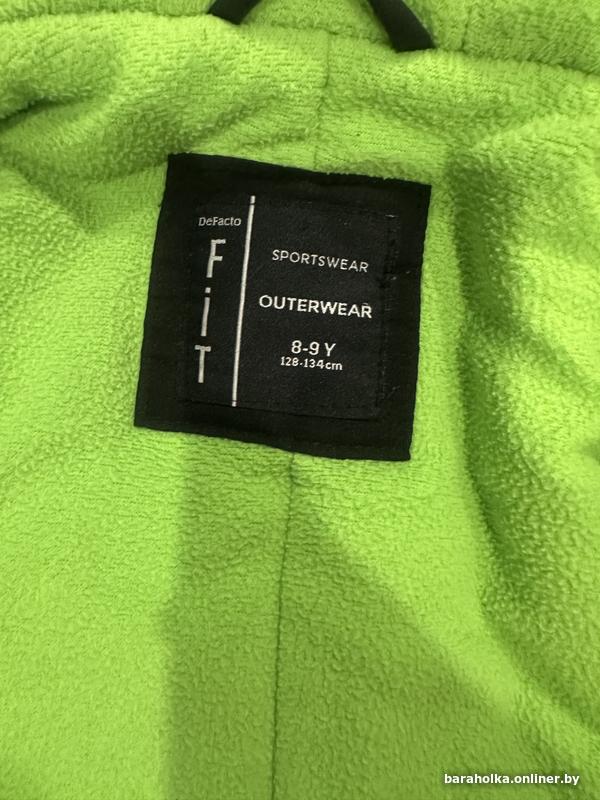 DeFacto
FiT
SPORTSWEAR
OUTERWEAR
8-9 Y
128-134cm
baraholka.onliner.by